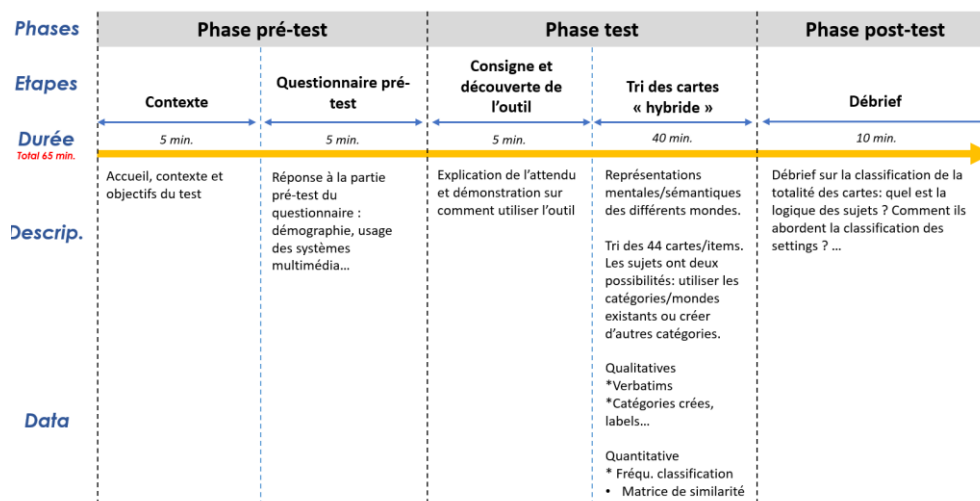 Phases
Phase pré-test
Phase test
Phase post-test
Etapes
Contexte
Questionnaire pré-
test
Consigne et
découverte de
l'outil
Tri des cartes
« hybride »
Débrief
Durée
Total 65 min.
5 min.
5 min.
5 min.
40 min.
10 min.
Descrip.
Accueil, contexte et
objectifs du test
Réponse à la partie
pré-test du
questionnaire :
démographie, usage
des systèmes
multimédia…
Explication de l'attendu
et démonstration sur
comment utiliser l'outil
Représentations
mentales/sémantiques
des différents mondes.
Tri des 44 cartes/items.
Les sujets ont deux
possibilités: utiliser les
catégories/mondes
existants ou créer
d'autres catégories.
Débrief sur la classification de la
totalité des cartes: quel est la
logique des sujets ? Comment ils
abordent la classification des
settings ? …
Data
Qualitatives
*Verbatims
*Catégories crées,
labels…
Quantitative
* Fréqu. classification
• Matrice de similarité